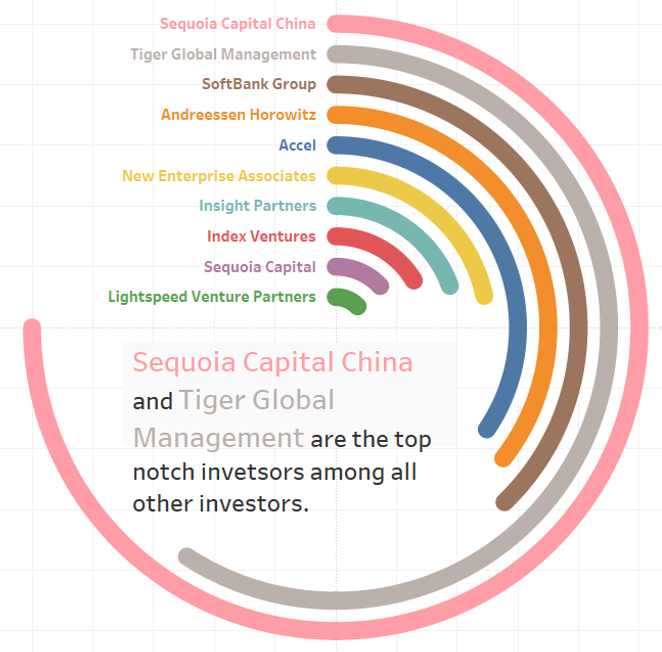 Sequoia Capital China
Tiger Global Management
SoftBank Group
Andreessen Horowitz
Accel
New Enterprise Associates
Insight Partners
Index Ventures
Sequoia Capital
Lightspeed Venture Partners
Sequoia Capital China
and Tiger Global
Management are the top
notch invetsors among all
other investors.